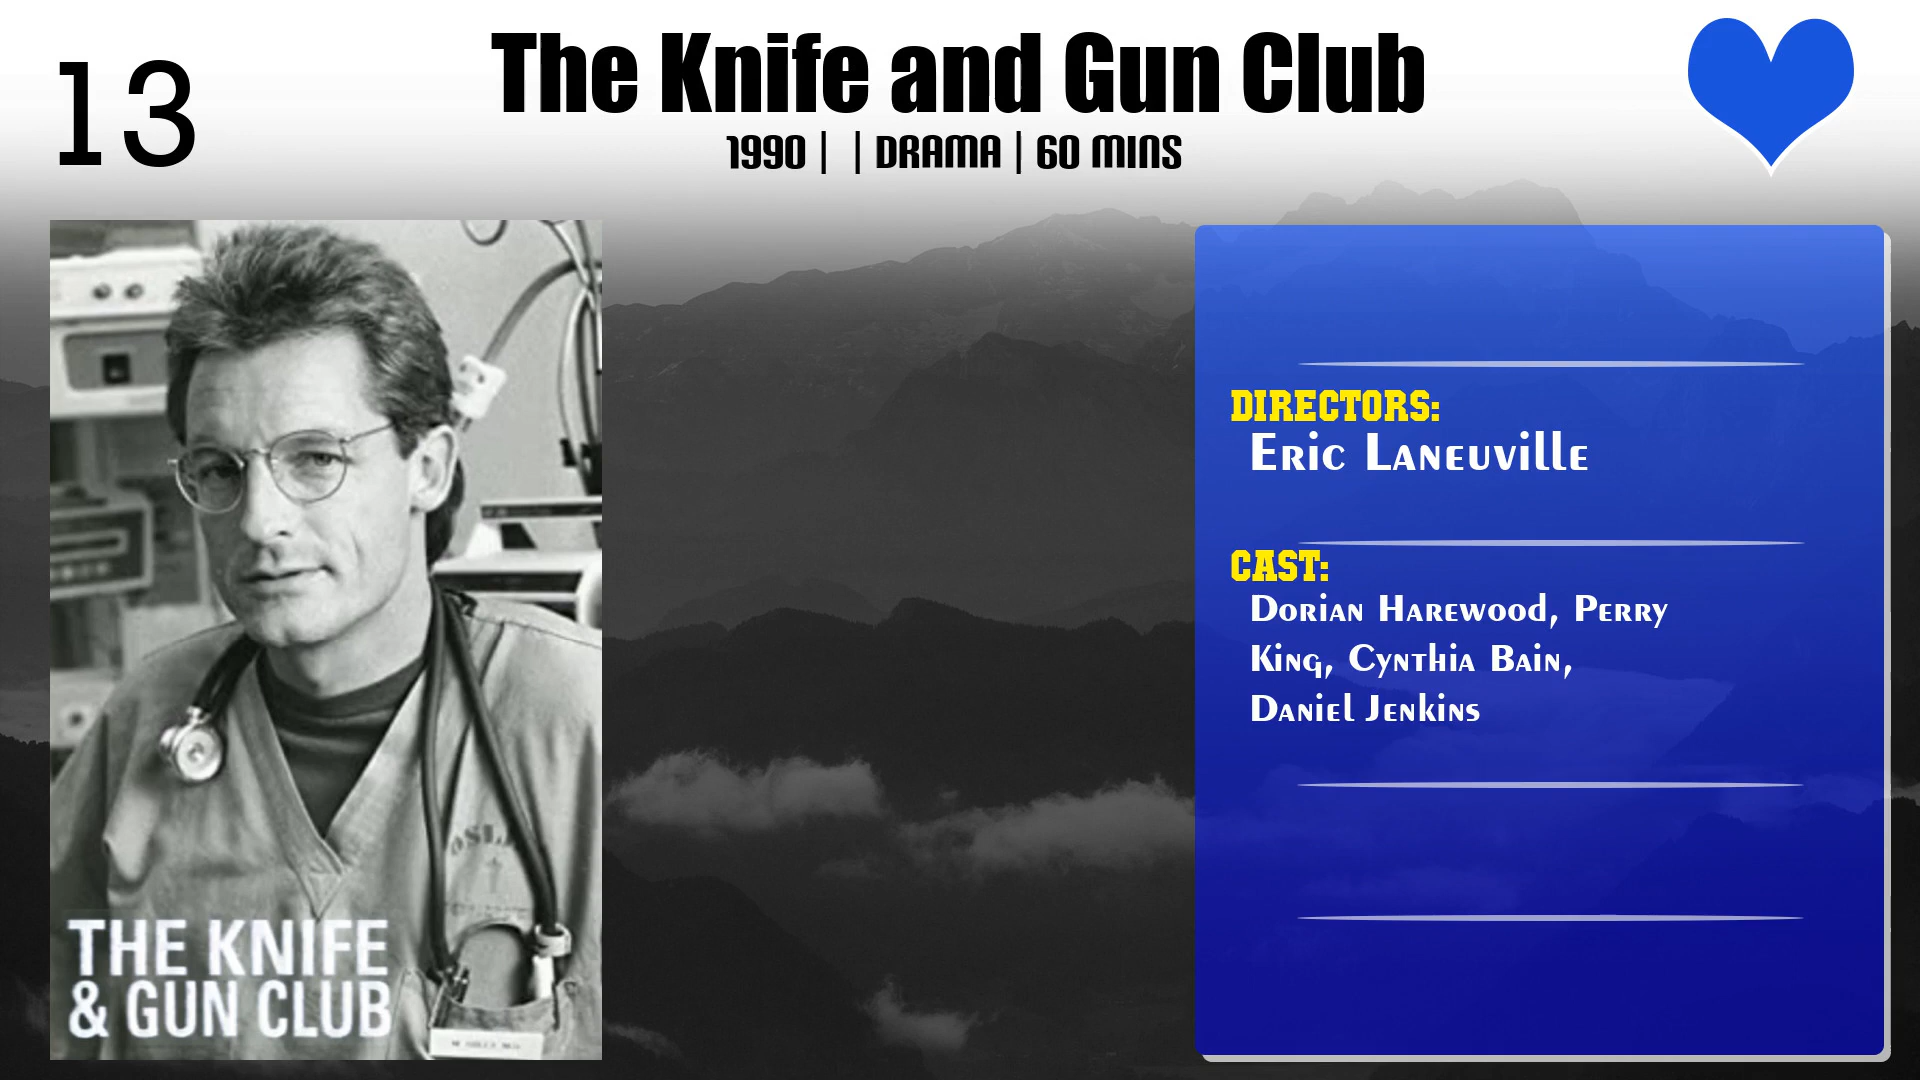 13
The Knife and Gun Club
1990 | | DRAMA | 60 MINS
THE KNIFE
& GUN CLUB
DIRECTORS:
Eric Laneuville
CAST:
Dorian Harewood, Perry
King, Cynthia Bain,
Daniel Jenkins